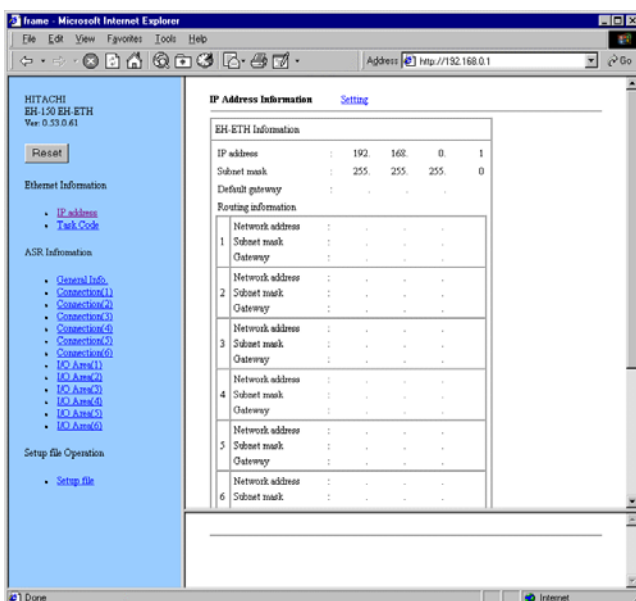 frame - Microsoft Internet Explorer
File Edit View Favorites Tools Help
Address http://192.168.0.1 Go
HITACHI
EH-150 EH-ETH
Ver: 0.53.0.61
Reset
Ethernet Information
IP address
Task Code
ASR Infromation
General Info.
Connection(1)
Connection(2)
Connection(3)
Connection(4)
Connection(5)
Connection(6)
I/O Area(1)
I/O Area(2)
I/O Area(3)
I/O Area(4)
I/O Area(5)
I/O Area(6)
Setup file Operation
Setup file
IP Address Information Setting
EH-ETH Information
IP address : 192. 168. 0. 1
Subnet mask : 255. 255. 255. 0
Default gateway : . . .
Routing information
1 Network address : . . .
Subnet mask : . . .
Gateway : . . .
2 Network address : . . .
Subnet mask : . . .
Gateway : . . .
3 Network address : . . .
Subnet mask : . . .
Gateway : . . .
4 Network address : . . .
Subnet mask : . . .
Gateway : . . .
5 Network address : . . .
Subnet mask : . . .
Gateway : . . .
6 Network address : . . .
Subnet mask : . . .
Done Internet